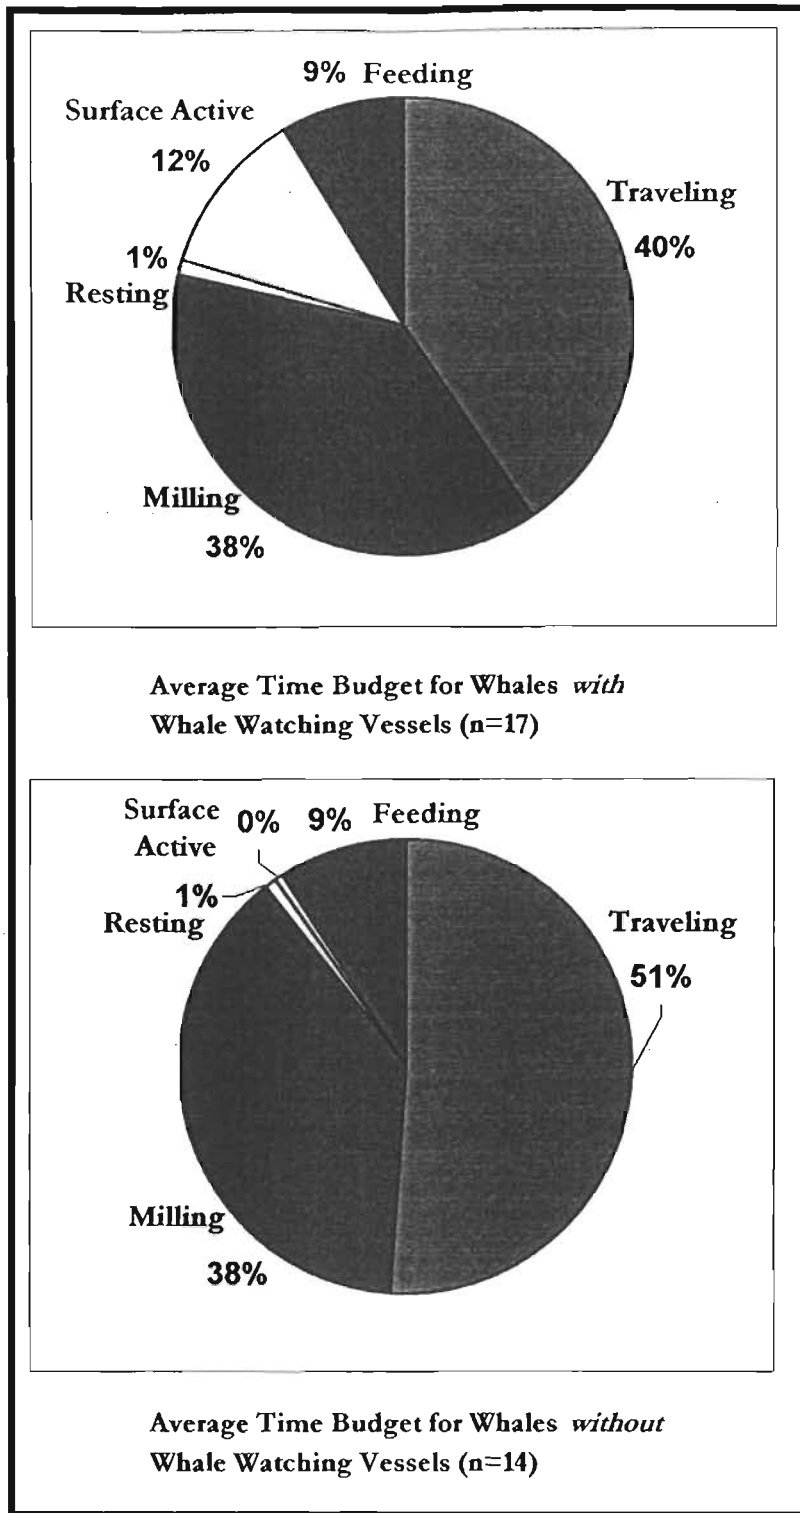 9% Feeding
Surface Active
12%
Traveling
40%
1%
Resting
Milling
38%
Average Time Budget for Whales with
Whale Watching Vessels (n=17)
Surface 0% 9% Feeding
Active
1%
Resting
Traveling
51%
Milling
38%
Average Time Budget for Whales without
Whale Watching Vessels (n=14)